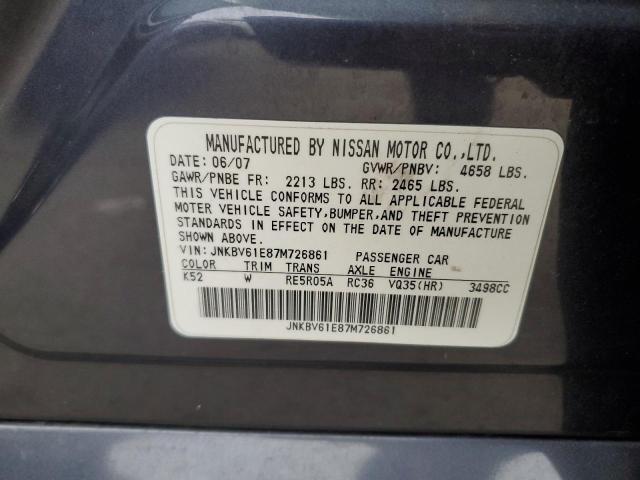 MANUFACTURED BY NISSAN MOTOR CO.,LTD.
DATE: 06/07 GVWR/PNBV: 4658 LBS.
GAWR/PNBE FR: 2213 LBS. RR: 2465 LBS.
THIS VEHICLE CONFORMS TO ALL APPLICABLE FEDERAL
MOTER VEHICLE SAFETY,BUMPER,AND THEFT PREVENTION
STANDARDS IN EFFECT ON THE DATE OF MANUFACTURE
SHOWN ABOVE.
VIN: JNKBV61E87M726861 PASSENGER CAR
COLOR TRIM TRANS AXLE ENGINE
K52 W RE5R05A RC36 VQ35(HR) 3498CC
JNKBV61E87M726861